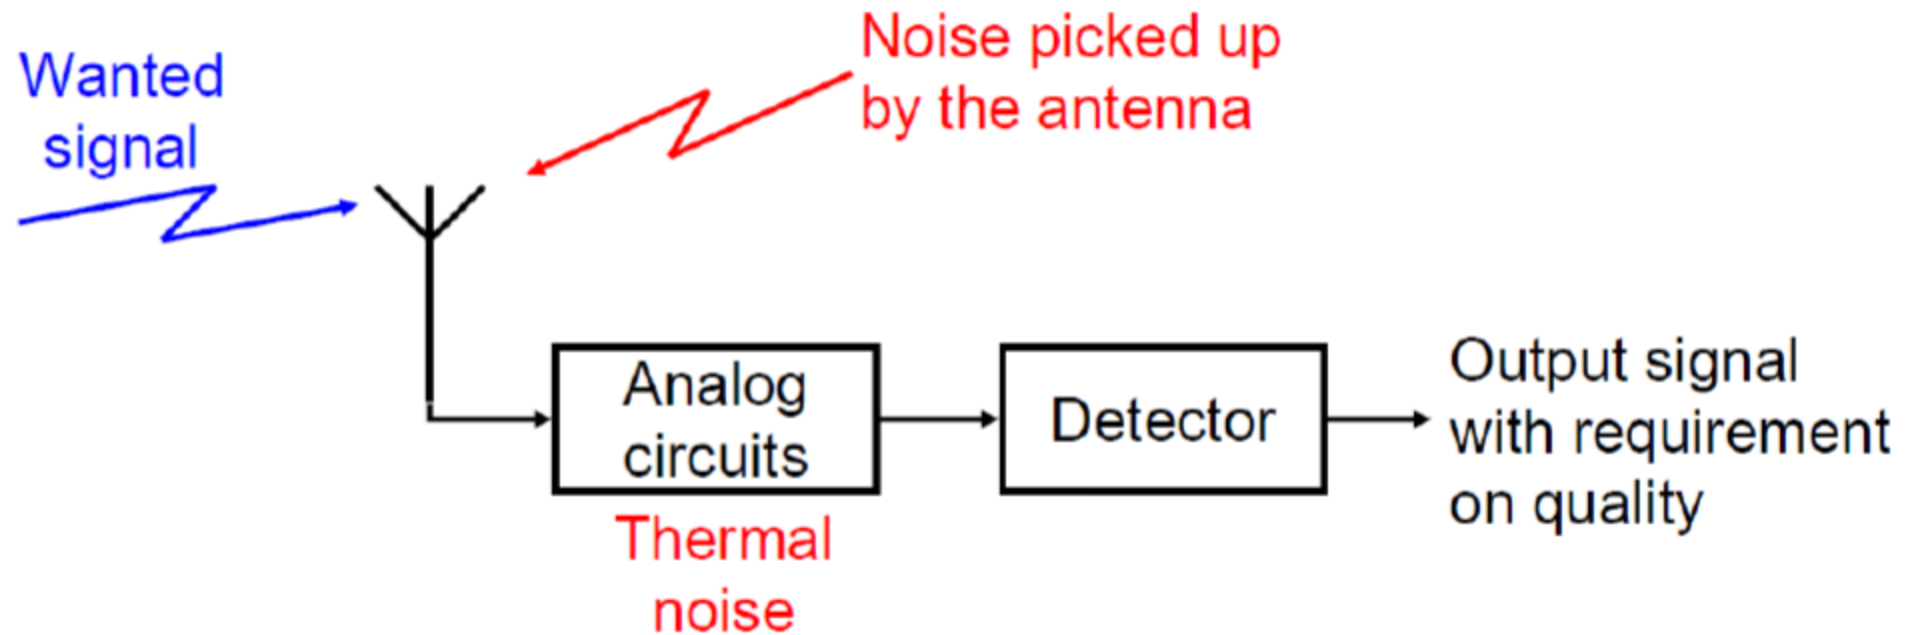 Wanted
signal
Noise picked up
by the antenna
Analog
circuits
Thermal
noise
Detector
Output signal
with requirement
on quality